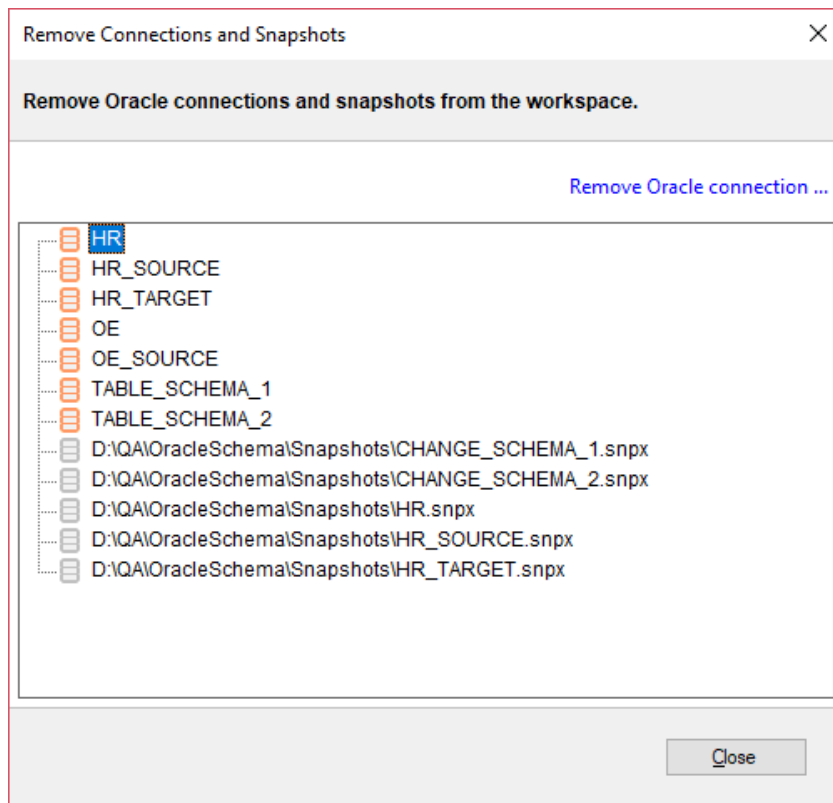 Remove Connections and Snapshots
Remove Oracle connections and snapshots from the workspace.
Remove Oracle connection ...
HR
HR_SOURCE
HR_TARGET
OE
OE_SOURCE
TABLE_SCHEMA_1
TABLE_SCHEMA_2
D:\QA\OracleSchema\Snapshots\CHANGE_SCHEMA_1.snpx
D:\QA\OracleSchema\Snapshots\CHANGE_SCHEMA_2.snpx
D:\QA\OracleSchema\Snapshots\HR.snpx
D:\QA\OracleSchema\Snapshots\HR_SOURCE.snpx
D:\QA\OracleSchema\Snapshots\HR_TARGET.snpx
Close